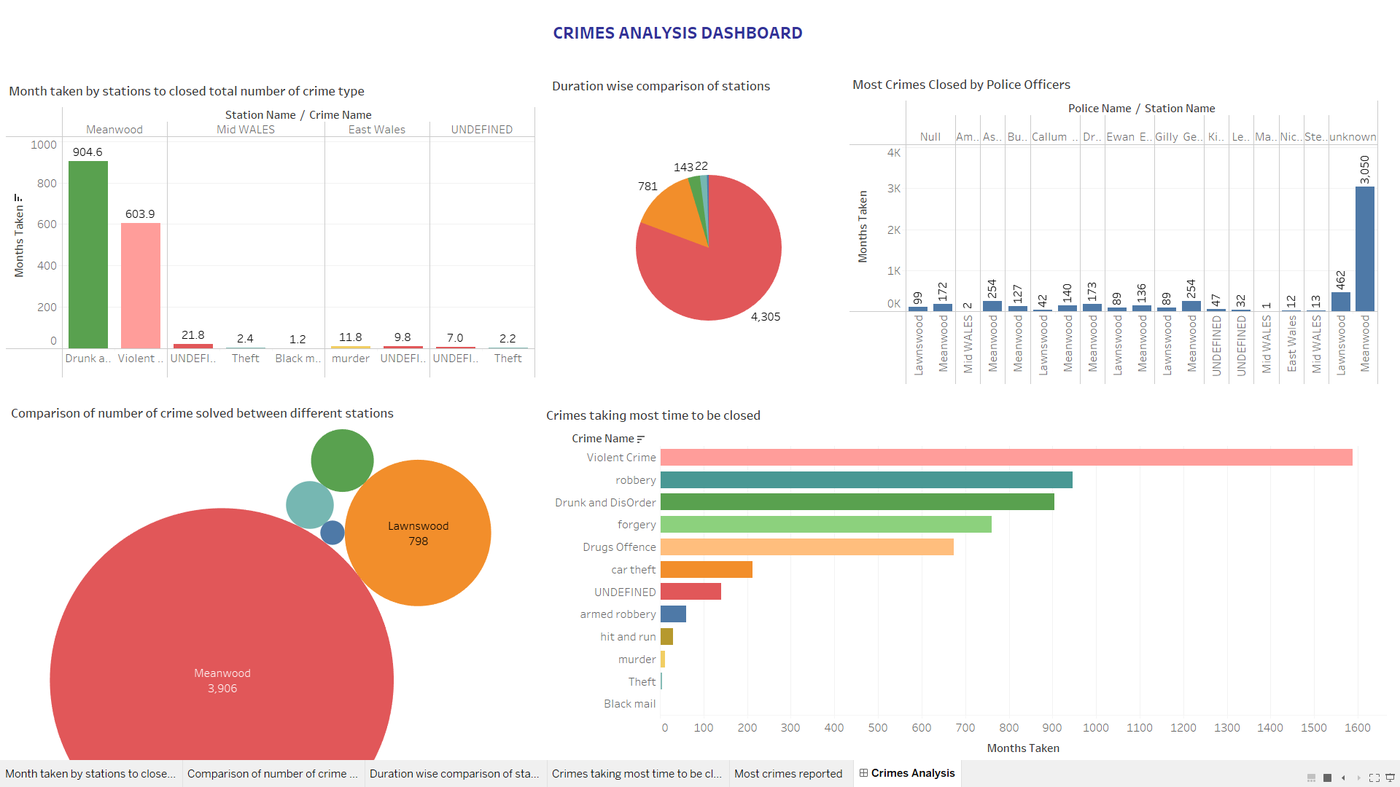 CRIMES ANALYSIS DASHBOARD
Month taken by stations to closed total number of crime type
Station Name / Crime Name
Meanwood Mid WALES East Wales UNDEFINED
Months Taken
1000
800
600
400
200
0
904.6 603.9 21.8 2.4 1.2 11.8 9.8 7.0 2.2
Drunk a.. Violent .. UNDEFI.. Theft Black m.. murder UNDEFI.. UNDEFI.. Theft
Duration wise comparison of stations
781 143 22
4,305
Most Crimes Closed by Police Officers
Police Name / Station Name
Null Am.. As.. Bu.. Callum .. Dr.. Ewan E.. Gilly Ge.. Ki.. Le.. Ma.. Nic.. Ste.. unknown
Months Taken
4K
3K
2K
1K
0K
99 172 2 254 127 42 140 173 89 136 89 254 47 32 1 12 13 462 3,050
Lawnswood Meanwood Mid WALES Meanwood Meanwood Lawnswood Meanwood Meanwood Lawnswood Meanwood Lawnswood Meanwood UNDEFINED UNDEFINED Mid WALES East Wales Mid WALES Lawnswood Meanwood
Comparison of number of crime solved between different stations
Lawnswood
798
Meanwood
3,906
Crimes taking most time to be closed
Crime Name
Violent Crime
robbery
Drunk and DisOrder
forgery
Drugs Offence
car theft
UNDEFINED
armed robbery
hit and run
murder
Theft
Black mail
0 100 200 300 400 500 600 700 800 900 1000 1100 1200 1300 1400 1500 1600
Months Taken
Month taken by stations to close... Comparison of number of crime ... Duration wise comparison of sta... Crimes taking most time to be cl... Most crimes reported Crimes Analysis